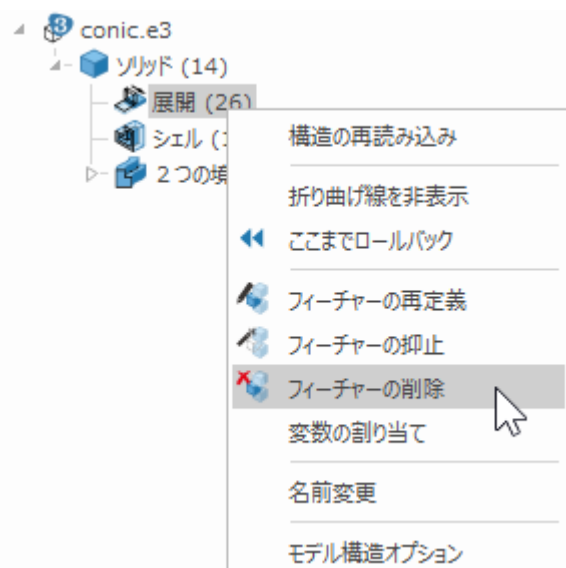 conic.e3
ソリッド (14)
展開 (26)
シェル (1
2つの境
構造の再読み込み
折り曲げ線を非表示
ここまでロールバック
フィーチャーの再定義
フィーチャーの抑止
フィーチャーの削除
変数の割り当て
名前変更
モデル構造オプション